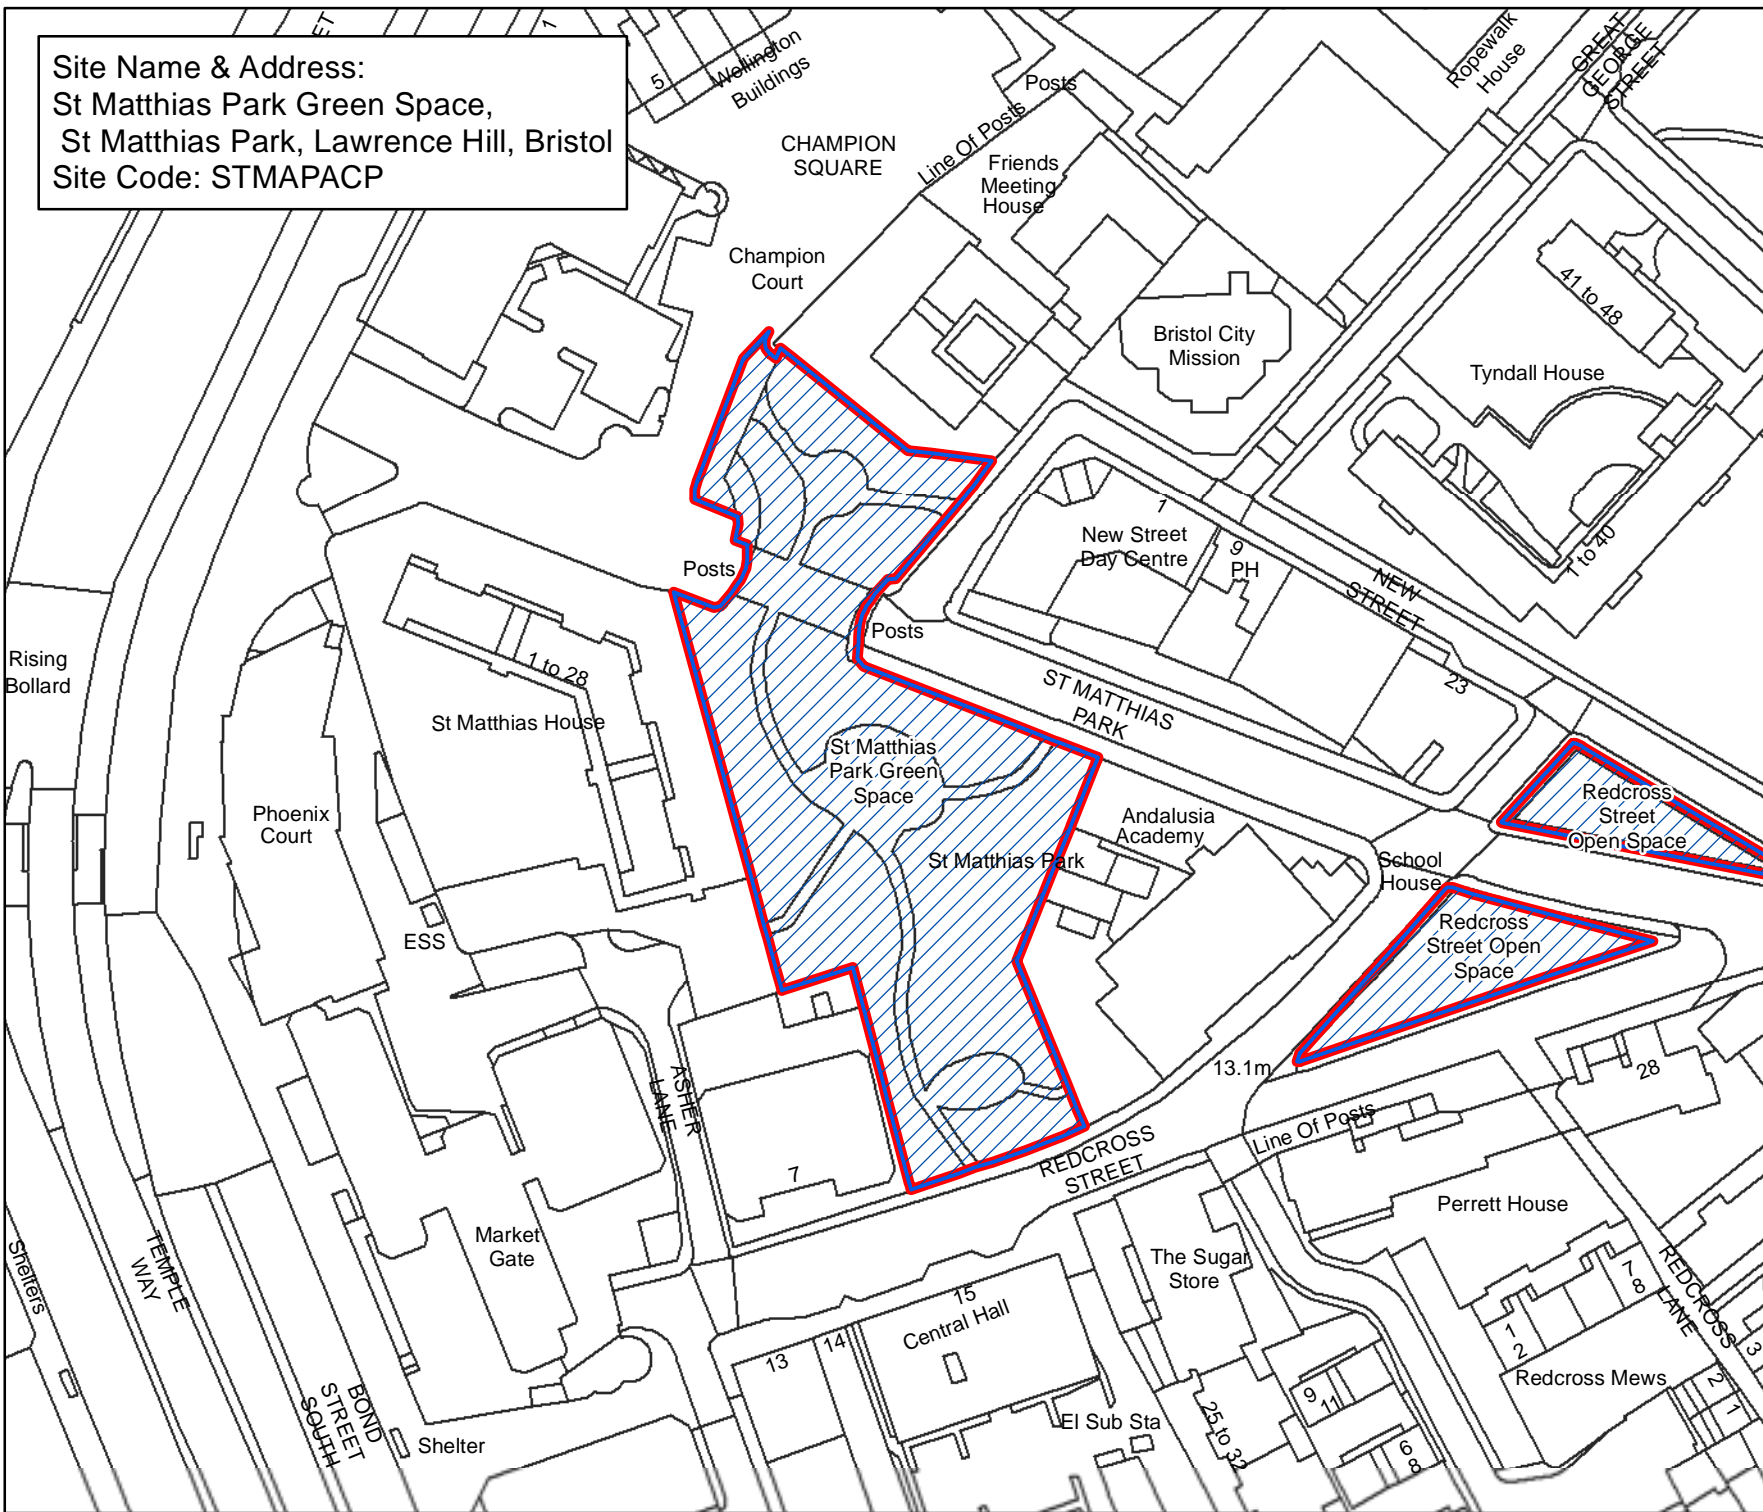 Site Name & Address:
St Matthias Park Green Space,
St Matthias Park, Lawrence Hill, Bristol
Site Code: STMAPACP
ET
1
5
Wellington
Buildings
CHAMPION
SQUARE
Posts
Line Of Posts
Friends
Meeting
House
Ropewalk
House
GREAT
GEORGE
STREET
Champion
Court
Bristol City
Mission
41 to 48
Tyndall House
1 to 40
1
New Street
Day Centre
9
PH
NEW
STREET
23
Posts
Posts
ST MATTHIAS
PARK
Rising
Bollard
1 to 28
St Matthias House
St Matthias
Park Green
Space
Phoenix
Court
Andalusia
Academy
St Matthias Park
School
House
Redcross
Street
Open Space
Redcross
Street Open
Space
ESS
13.1m
ASHER
LANE
7
REDCROSS
STREET
Line Of Posts
28
Perrett House
Market
Gate
The Sugar
Store
Shelters
TEMPLE
WAY
15
Central Hall
13
14
7
8
REDCROSS
LANE
1
2
3
Redcross Mews
2
1
BOND
STREET
SOUTH
Shelter
El Sub Sta
25 to 32
9
11
6
8